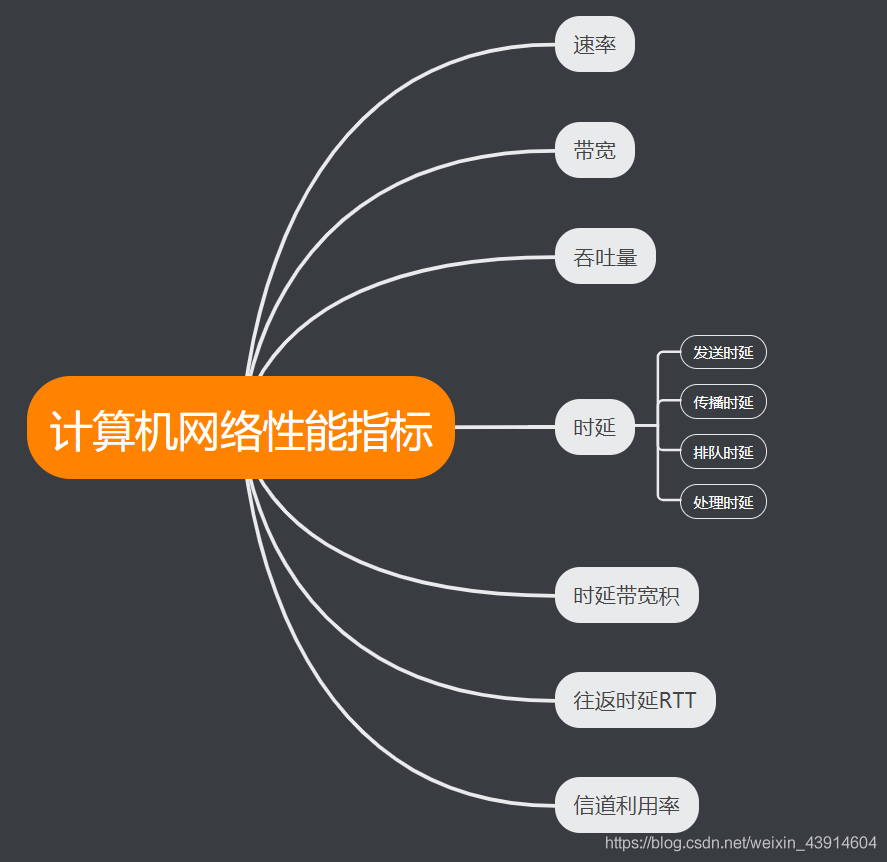 速率
带宽
吞吐量
计算机网络性能指标
时延
发送时延
传播时延
排队时延
处理时延
时延带宽积
往返时延RTT
信道利用率
https://blog.csdn.net/weixin_43914604